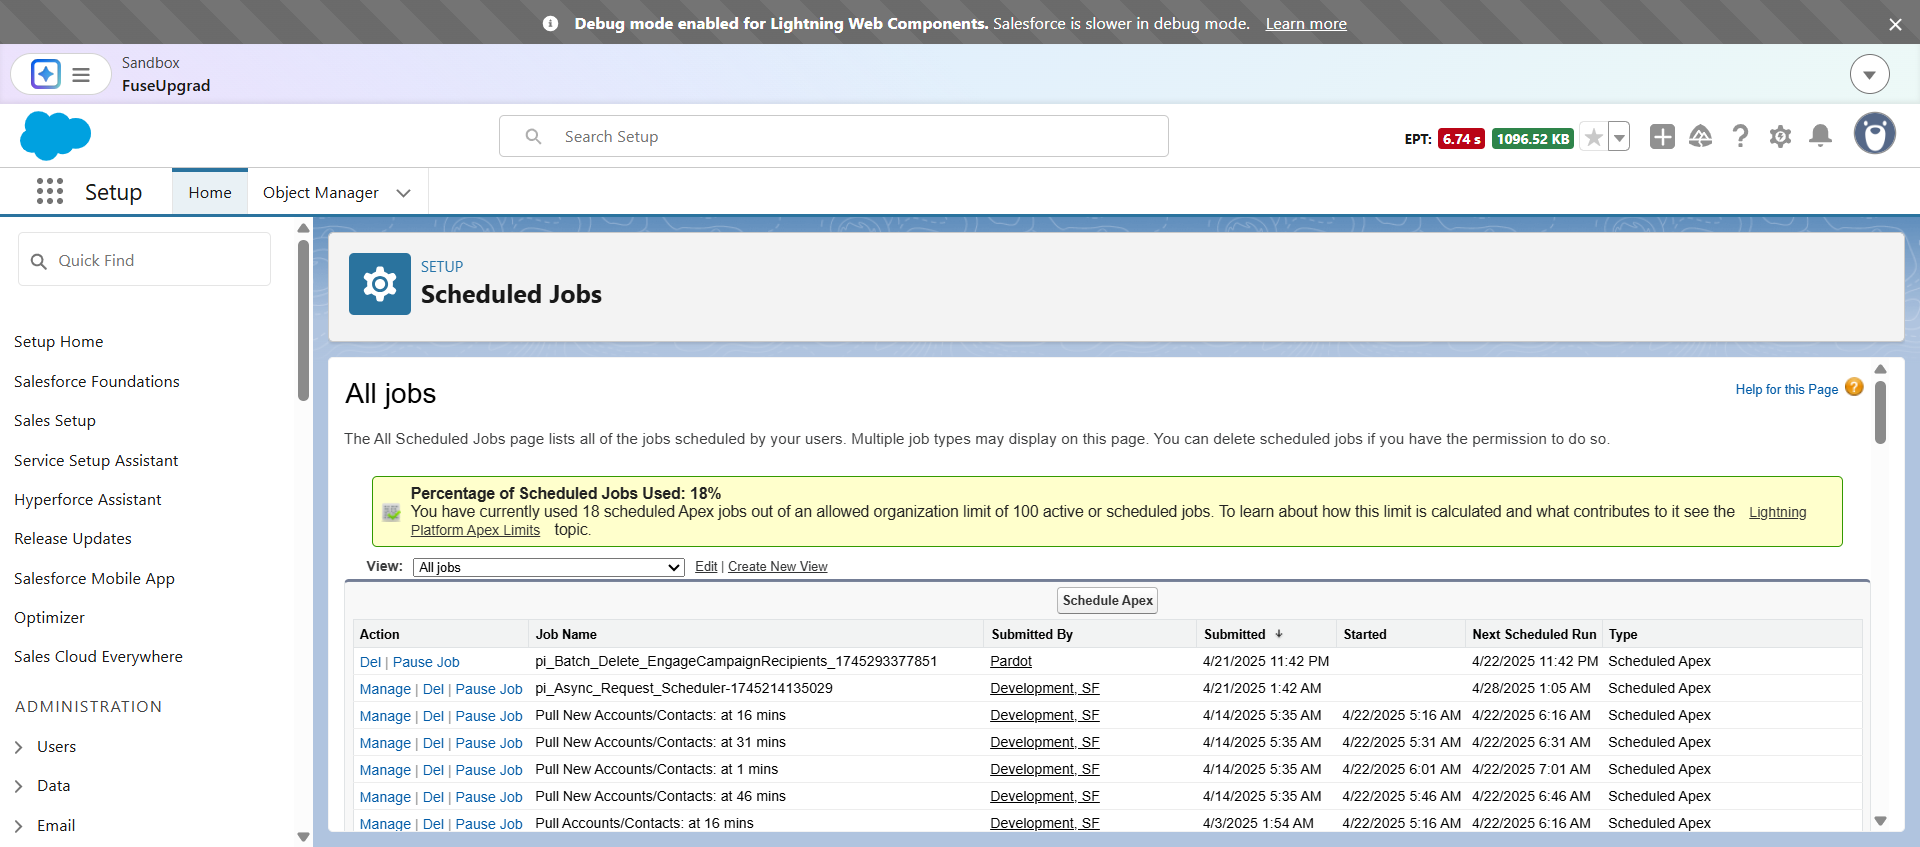 Debug mode enabled for Lightning Web Components. Salesforce is slower in debug mode. Learn more
Sandbox
FuseUpgrad
Search Setup
EPT: 6.74 s 1096.52 KB
Setup Home Object Manager
Quick Find
Setup Home
Salesforce Foundations
Sales Setup
Service Setup Assistant
Hyperforce Assistant
Release Updates
Salesforce Mobile App
Optimizer
Sales Cloud Everywhere
ADMINISTRATION
Users
Data
Email
SETUP
Scheduled Jobs
All jobs
Help for this Page ?
The All Scheduled Jobs page lists all of the jobs scheduled by your users. Multiple job types may display on this page. You can delete scheduled jobs if you have the permission to do so.
Percentage of Scheduled Jobs Used: 18%
You have currently used 18 scheduled Apex jobs out of an allowed organization limit of 100 active or scheduled jobs. To learn about how this limit is calculated and what contributes to it see the Lightning
Platform Apex Limits topic.
View: All jobs Edit | Create New View
Schedule Apex
Action Job Name Submitted By Submitted Started Next Scheduled Run Type
Del | Pause Job pi_Batch_Delete_EngageCampaignRecipients_1745293377851 Pardot 4/21/2025 11:42 PM 4/22/2025 11:42 PM Scheduled Apex
Manage | Del | Pause Job pi_Async_Request_Scheduler-1745214135029 Development, SF 4/21/2025 1:42 AM 4/28/2025 1:05 AM Scheduled Apex
Manage | Del | Pause Job Pull New Accounts/Contacts: at 16 mins Development, SF 4/14/2025 5:35 AM 4/22/2025 5:16 AM 4/22/2025 6:16 AM Scheduled Apex
Manage | Del | Pause Job Pull New Accounts/Contacts: at 31 mins Development, SF 4/14/2025 5:35 AM 4/22/2025 5:31 AM 4/22/2025 6:31 AM Scheduled Apex
Manage | Del | Pause Job Pull New Accounts/Contacts: at 1 mins Development, SF 4/14/2025 5:35 AM 4/22/2025 6:01 AM 4/22/2025 7:01 AM Scheduled Apex
Manage | Del | Pause Job Pull New Accounts/Contacts: at 46 mins Development, SF 4/14/2025 5:35 AM 4/22/2025 5:46 AM 4/22/2025 6:46 AM Scheduled Apex
Manage | Del | Pause Job Pull Accounts/Contacts: at 16 mins Development, SF 4/3/2025 1:54 AM 4/22/2025 5:16 AM 4/22/2025 6:16 AM Scheduled Apex